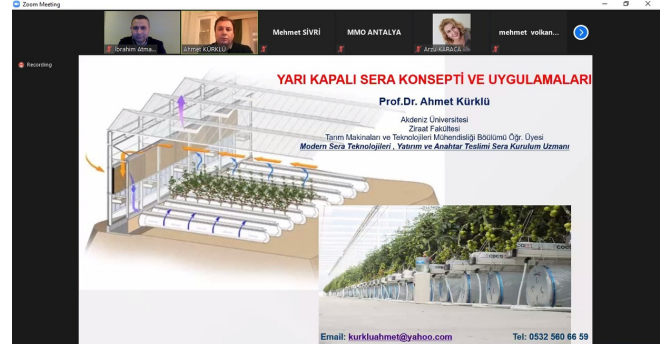 Zoom Meeting
İbrahim Atma...
Ahmet KÜRKLÜ
Mehmet SİVRİ
MMO ANTALYA
Arzu KARACA
mehmet volkan...
Recording
YARI KAPALI SERA KONSEPTİ VE UYGULAMALARI
Prof.Dr. Ahmet Kürklü
Akdeniz Üniversitesi
Ziraat Fakültesi
Tarım Makinaları ve Teknolojileri Mühendisliği Böülümü Öğr. Üyesi
Modern Sera Teknolojileri , Yatırım ve Anahtar Teslimi Sera Kurulum Uzmanı
Email: kurkluahmet@yahoo.com
Tel: 0532 560 66 59